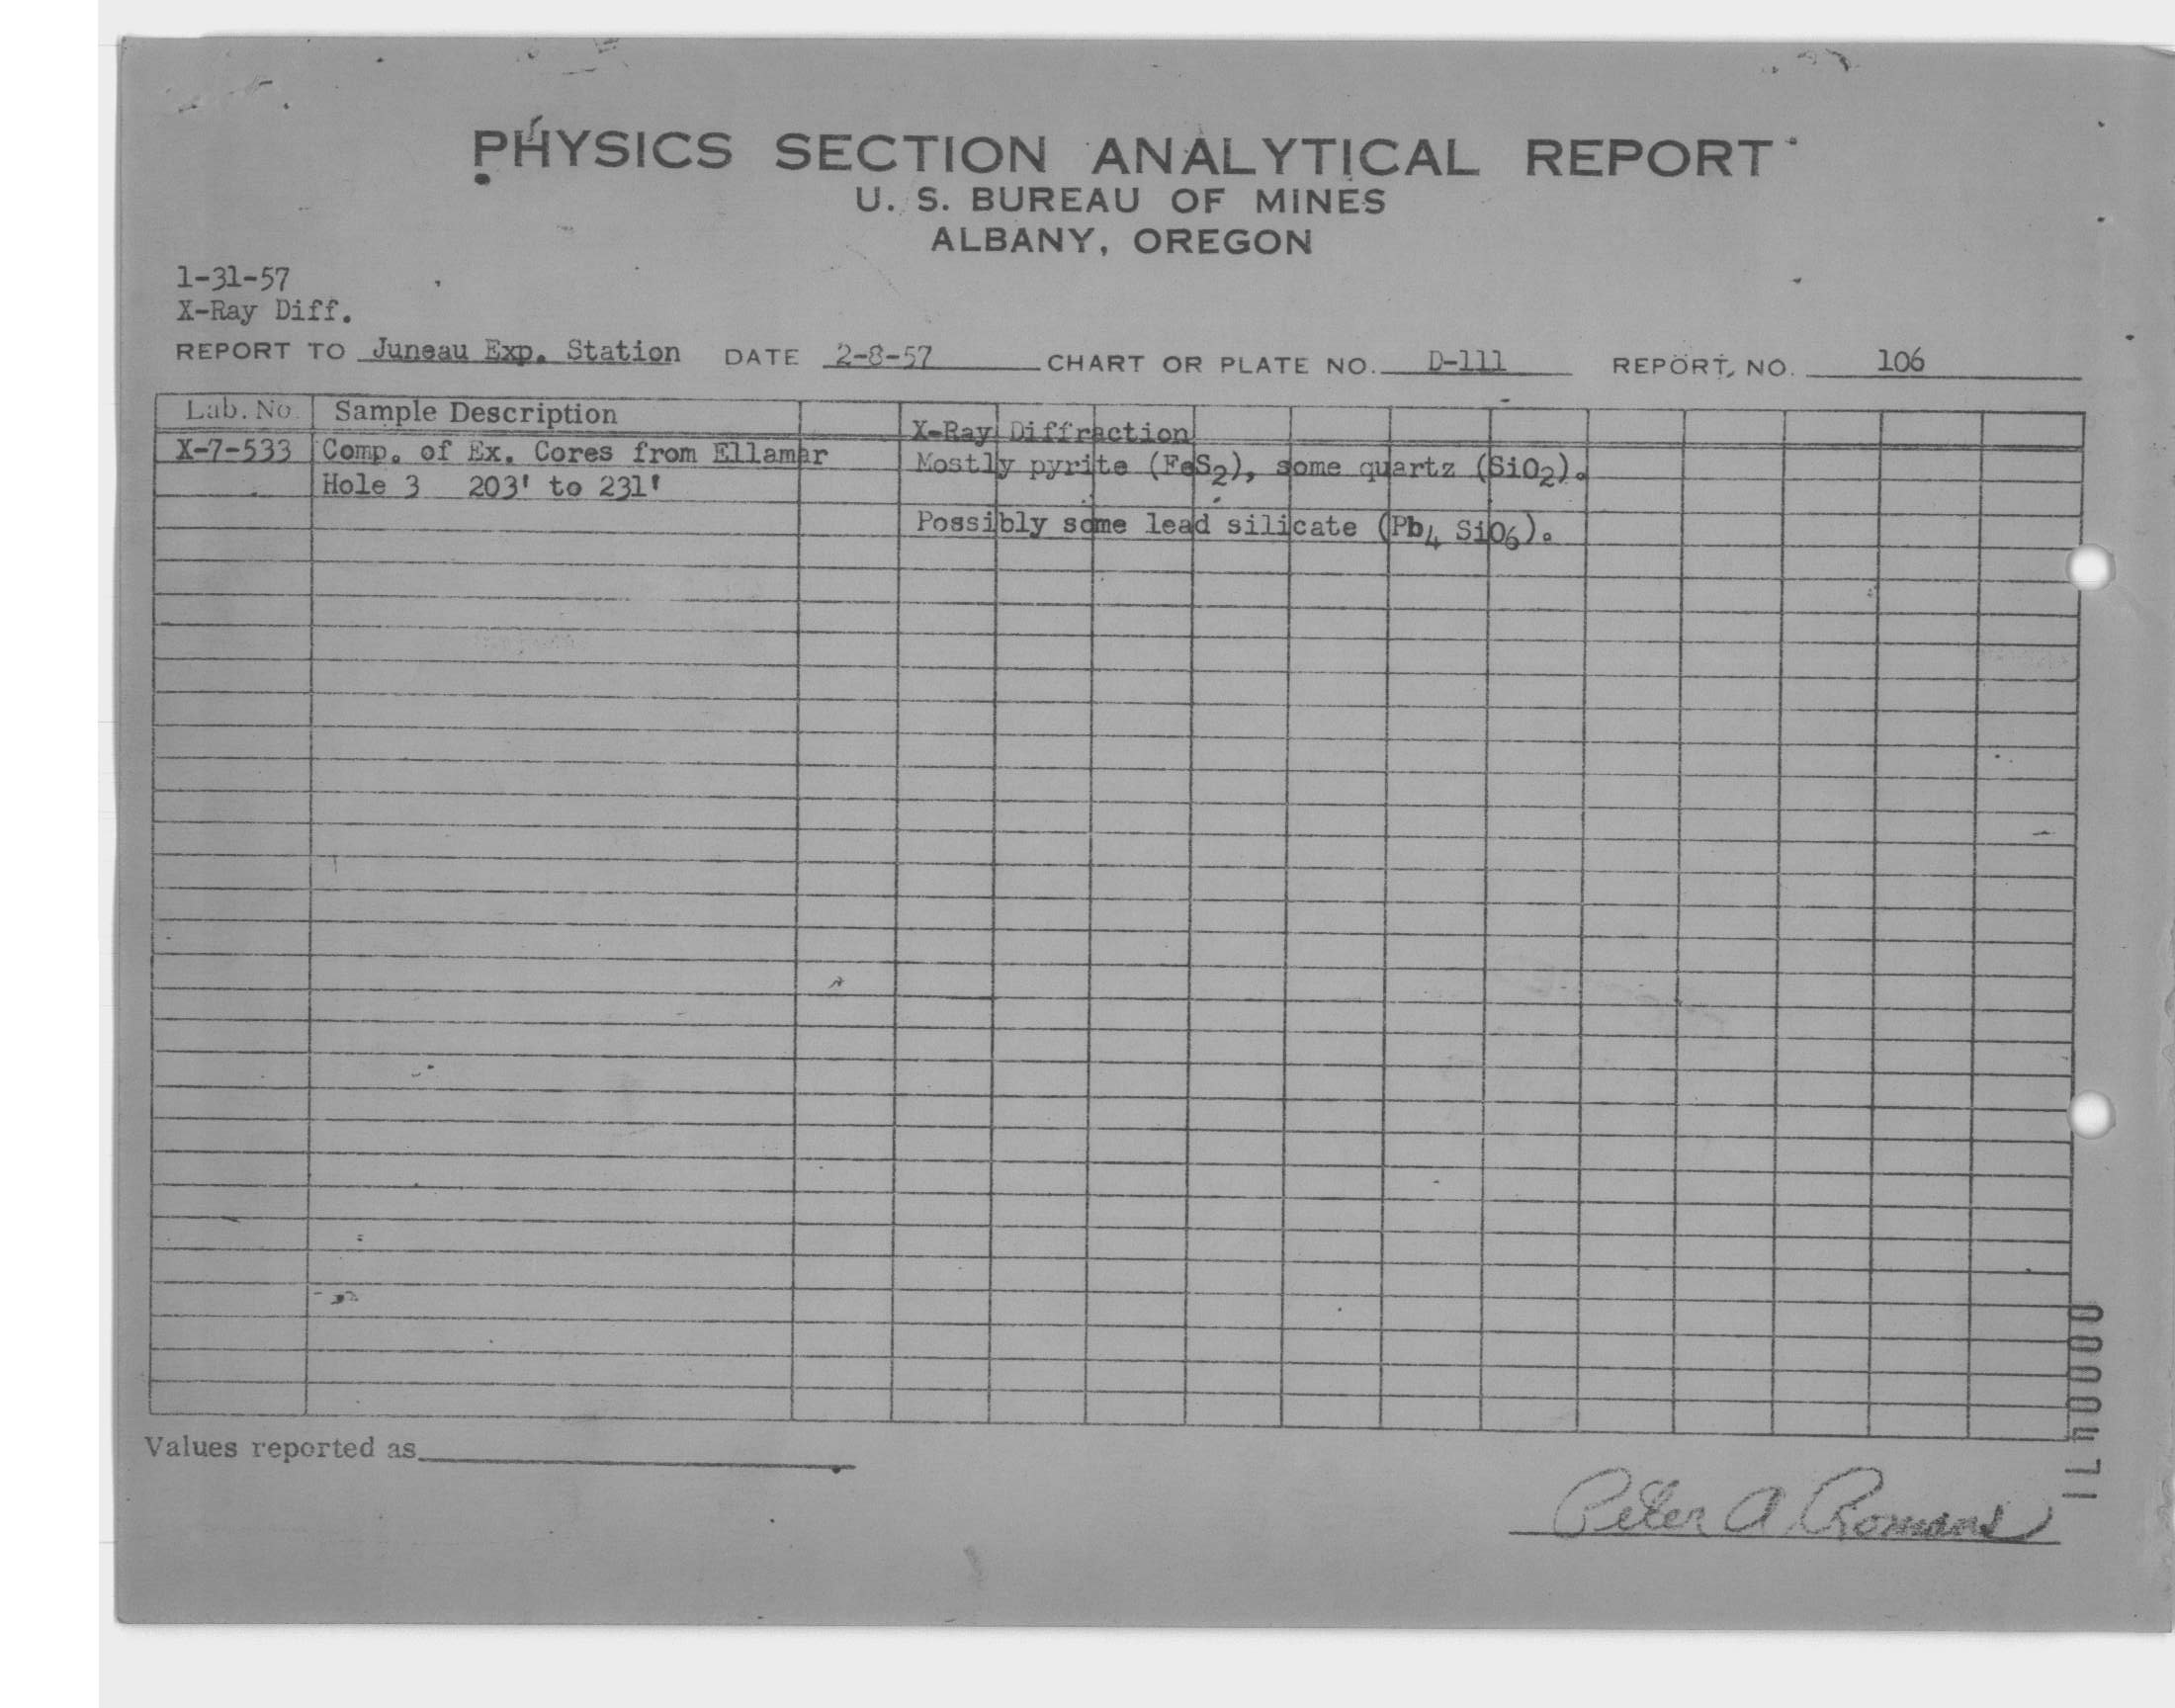 PHYSICS SECTION ANALYTICAL REPORT
U. S. BUREAU OF MINES
ALBANY, OREGON
1-31-57
X-Ray Diff.
REPORT TO Juneau Exp. Station DATE 2-8-57 CHART OR PLATE NO. D-111 REPORT NO. 106
Lab. No. Sample Description X-Ray Diffraction
X-7-533 Comp. of Ex. Cores from Ellamar Mostly pyrite (FeS2), some quartz (SiO2).
Hole 3 203' to 231'
Possibly some lead silicate (Pb4 SiO6).
Values reported as
Peter A Romans
0000471